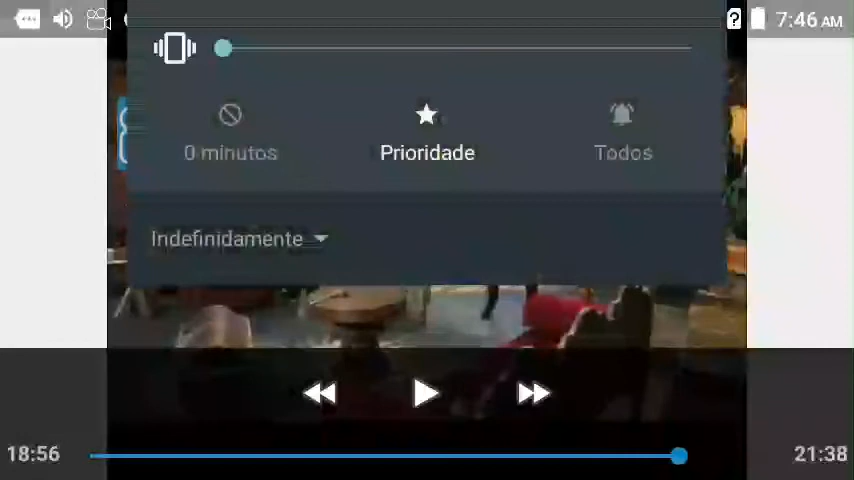 7:46 AM
0 minutos
Prioridade
Todos
Indefinidamente
18:56
21:38